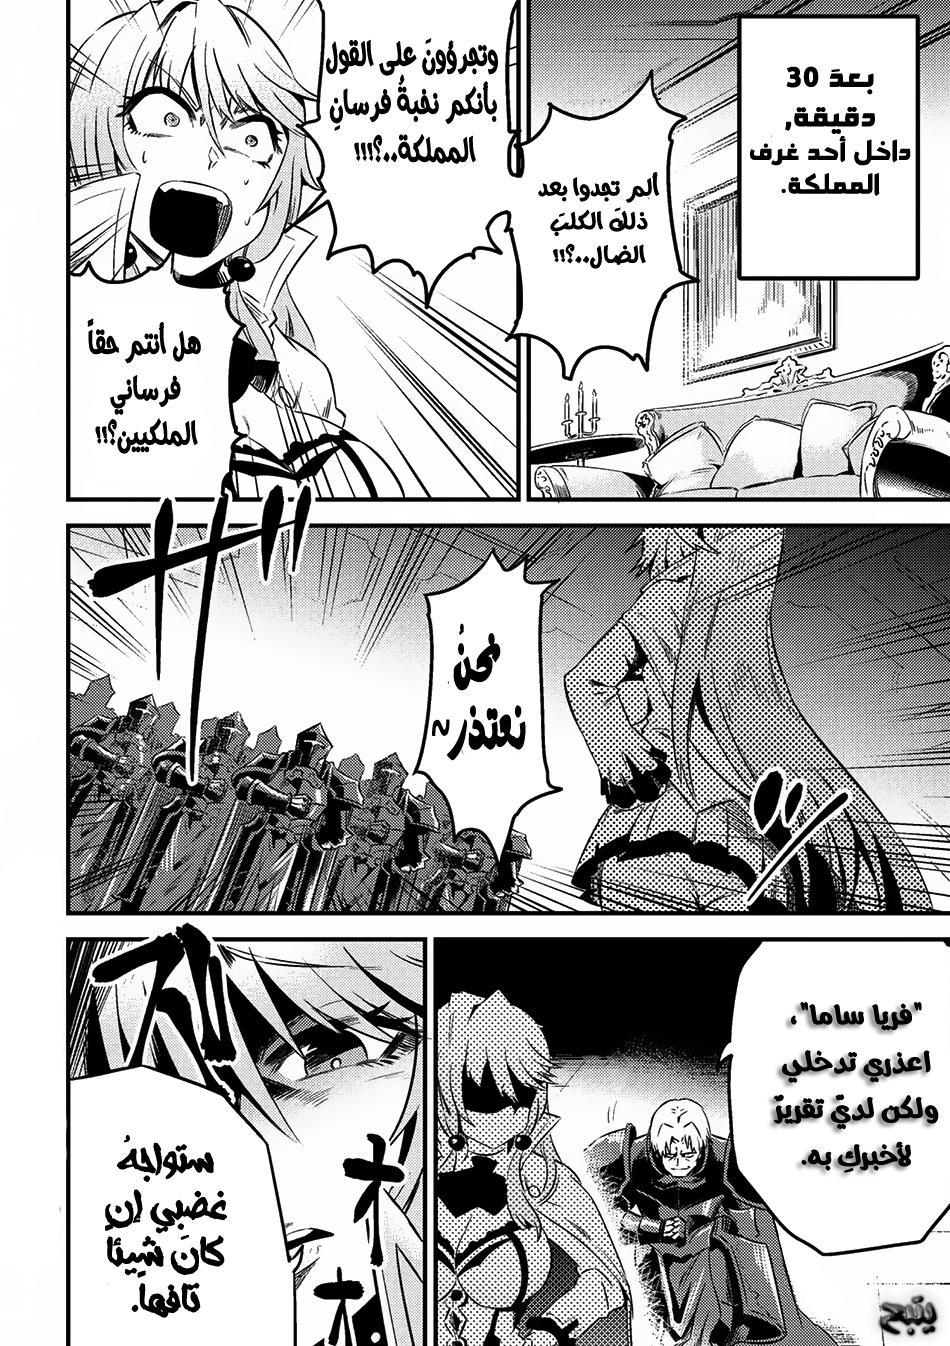 بعدَ 30
دقيقة,
داخل أحد غرف
المملكة.
ألم تجدوا بعد
ذلكَ الكلبَ
الضال..؟!!
وتجرؤونَ على القول
بأنكم نخبةُ فرسانِ
المملكة..؟!!!
هل أنتم حقاً
فرساني
الملكيين؟!!
ザザ
نحنُ
نعتذر~
"فريا ساما"،
اعذري تدخلي
ولكن لديّ تقريرٌ
لأخبركِ به.
ستواجهُ
غضبي إن
كانَ شيئاً
تافهاً.